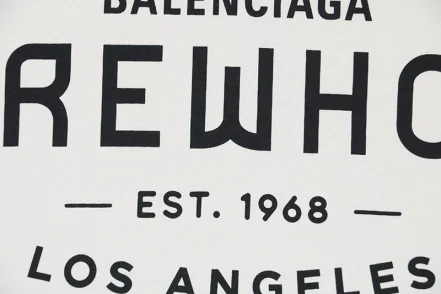 BALENCIAGA
REWHO
EST. 1968
LOS ANGELES